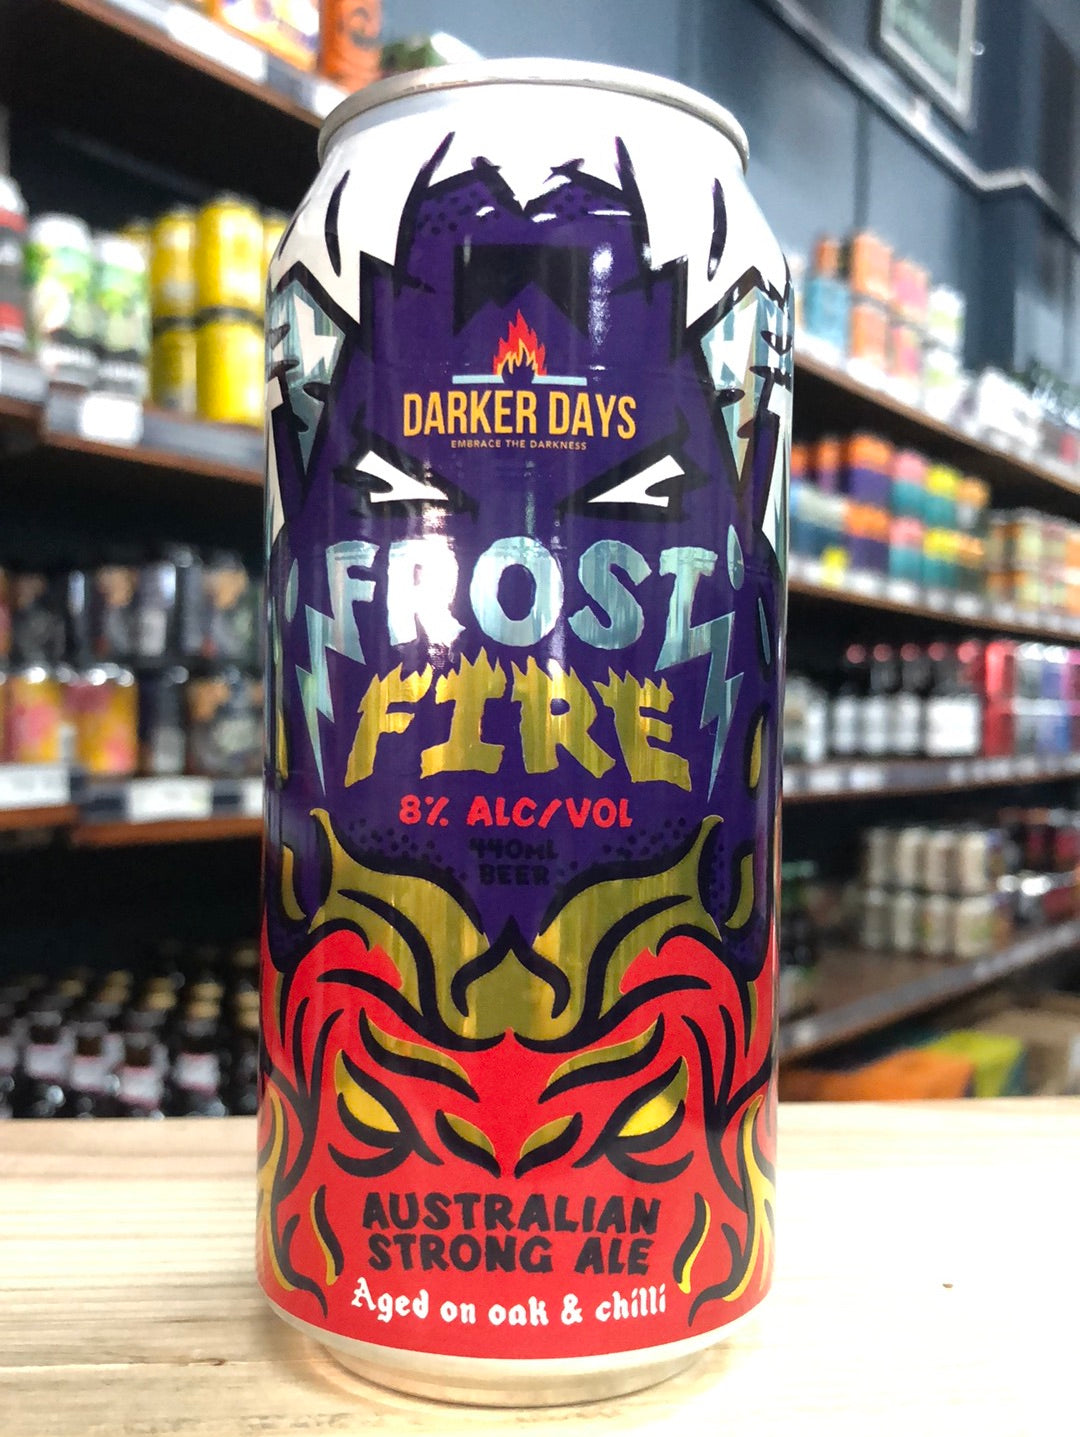 DARKER DAYS
EMBRACE THE DARKNESS
FROST
FIRE
8% ALC/VOL
440ML
BEER
AUSTRALIAN
STRONG ALE
Aged on oak & chilli